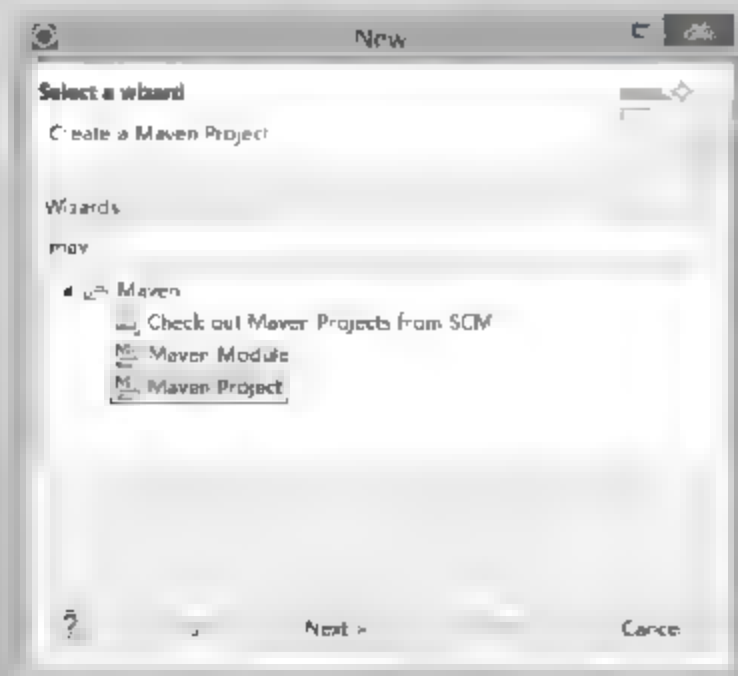 New
Select a wizard
Create a Maven Project
Wizards
mav
Maven
Check out Maven Projects from SCM
Maven Module
Maven Project
? Next > Cancel